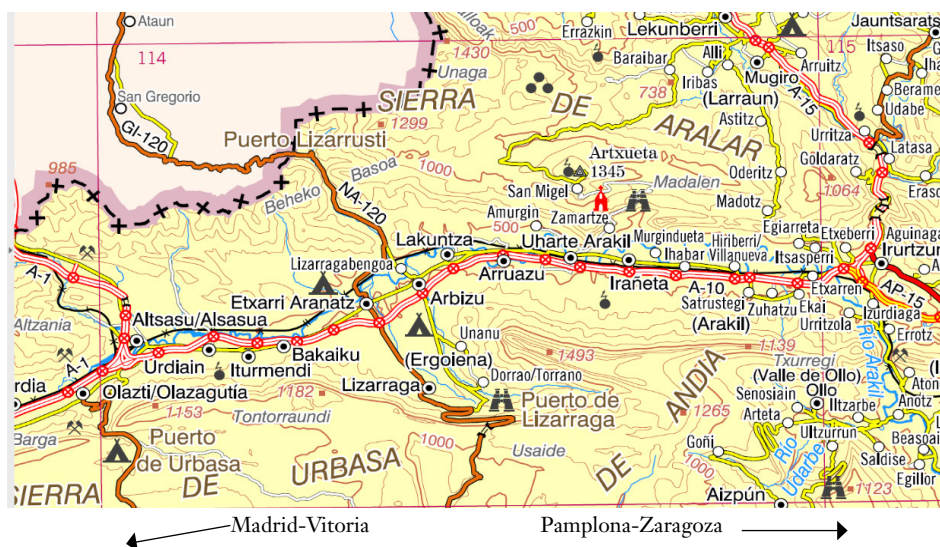 Ataun
114
San Gregorio
GI-120
985
Puerto Lizarrusti
1430
500
Unaga
1299
SIERRA
DE
ARALAR
Errazkin
Baraibar
Lekunberri
Alli
Mugiro
Arruitz
A-15
115
Jauntsarats
Itsaso
Udabe
Iribas
(Larraun)
738
Astitz
Urritza
Latasa
Goldaratz
1064
Oderitz
Madotz
Artxueta
1345
San Migel
Madalen
Beheko
Basoa
1000
NA-120
Amurgin
500
Zamartze
Egiarreta
Etxeberri
Aguinaga
Irurtzun
Lakuntza
Uharte Arakil
Murgindueta
Hiriberri/
Villanueva
Ihabar
Itsasperri
Lizarragabengoa
Arruazu
Irañeta
A-10
Etxarren
AP-15
A-1
Etxarri Aranatz
Arbizu
Satrustegi
(Arakil)
Zuhatzu
Ekai
Urritzola
Izurdiaga
Errotz
Altzania
Altsasu/Alsasua
Unanu
(Ergoiena)
1493
1139
Txurregi
Río Arakil
A-1
Urdiain
Iturmendi
Bakaiku
Lizarraga
Dorrao/Torrano
ANDIA
(Valle de Ollo)
Ollo
Olazti/Olazagutía
1182
1153
Tontorraundi
Puerto de
Lizarraga
1265
Senosiain
Arteta
Iltzarbe
Anotz
Barga
Puerto
de Urbasa
1000
Usaide
Goñi
Río
Udarbe
Ultzurrun
Saldise
Beasoain
Egillor
SIERRA
DE
URBASA
DE
1000
Aizpún
1123
Madrid-Vitoria
Pamplona-Zaragoza